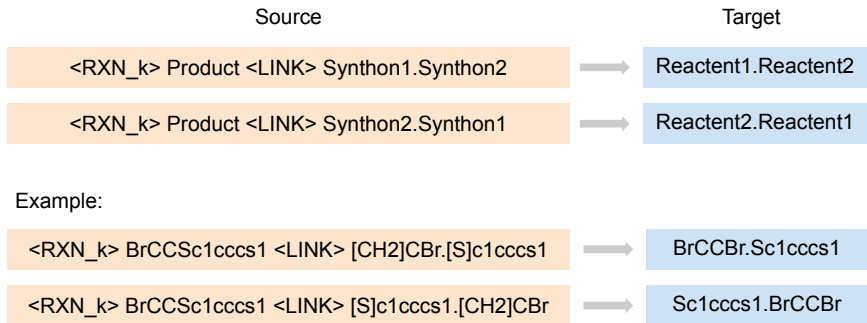 Source Target
<RXN_k> Product <LINK> Synthon1.Synthon2 Reactent1.Reactent2
<RXN_k> Product <LINK> Synthon2.Synthon1 Reactent2.Reactent1
Example:
<RXN_k> BrCCSc1cccs1 <LINK> [CH2]CBr.[S]c1cccs1 BrCCBr.Sc1cccs1
<RXN_k> BrCCSc1cccs1 <LINK> [S]c1cccs1.[CH2]CBr Sc1cccs1.BrCCBr